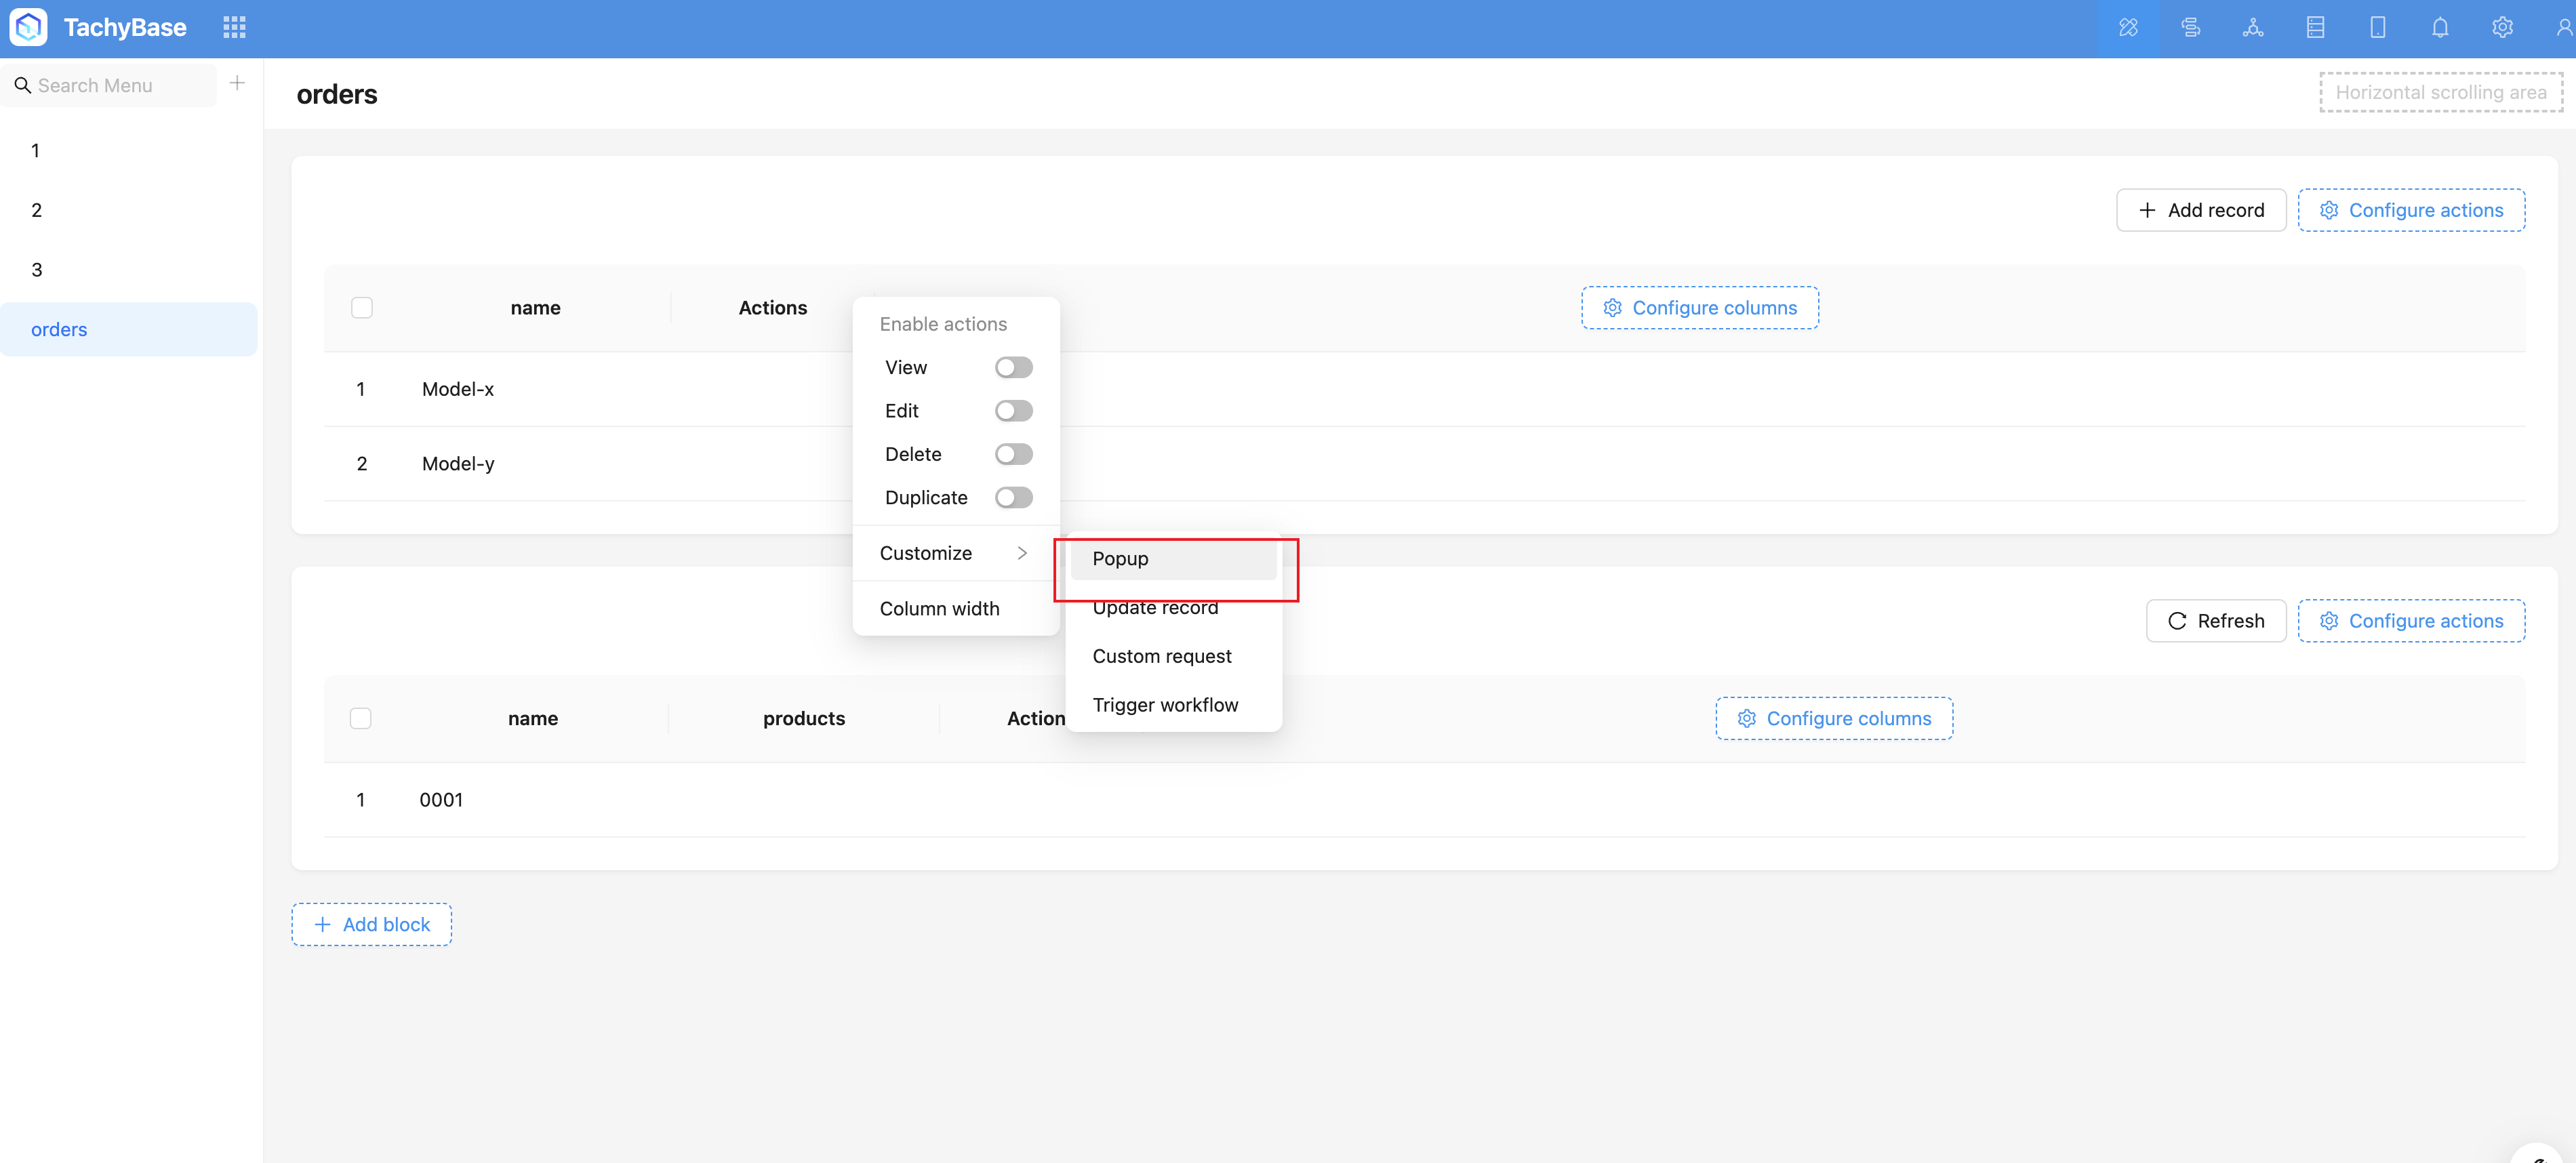 TachyBase
Search Menu
orders
Horizontal scrolling area
1
2
3
orders
Add record
Configure actions
name
Actions
Configure columns
1
Model-x
2
Model-y
Enable actions
View
Edit
Delete
Duplicate
Customize
Column width
Popup
Update record
Custom request
Trigger workflow
Refresh
Configure actions
name
products
Action
Configure columns
1
0001
Add block